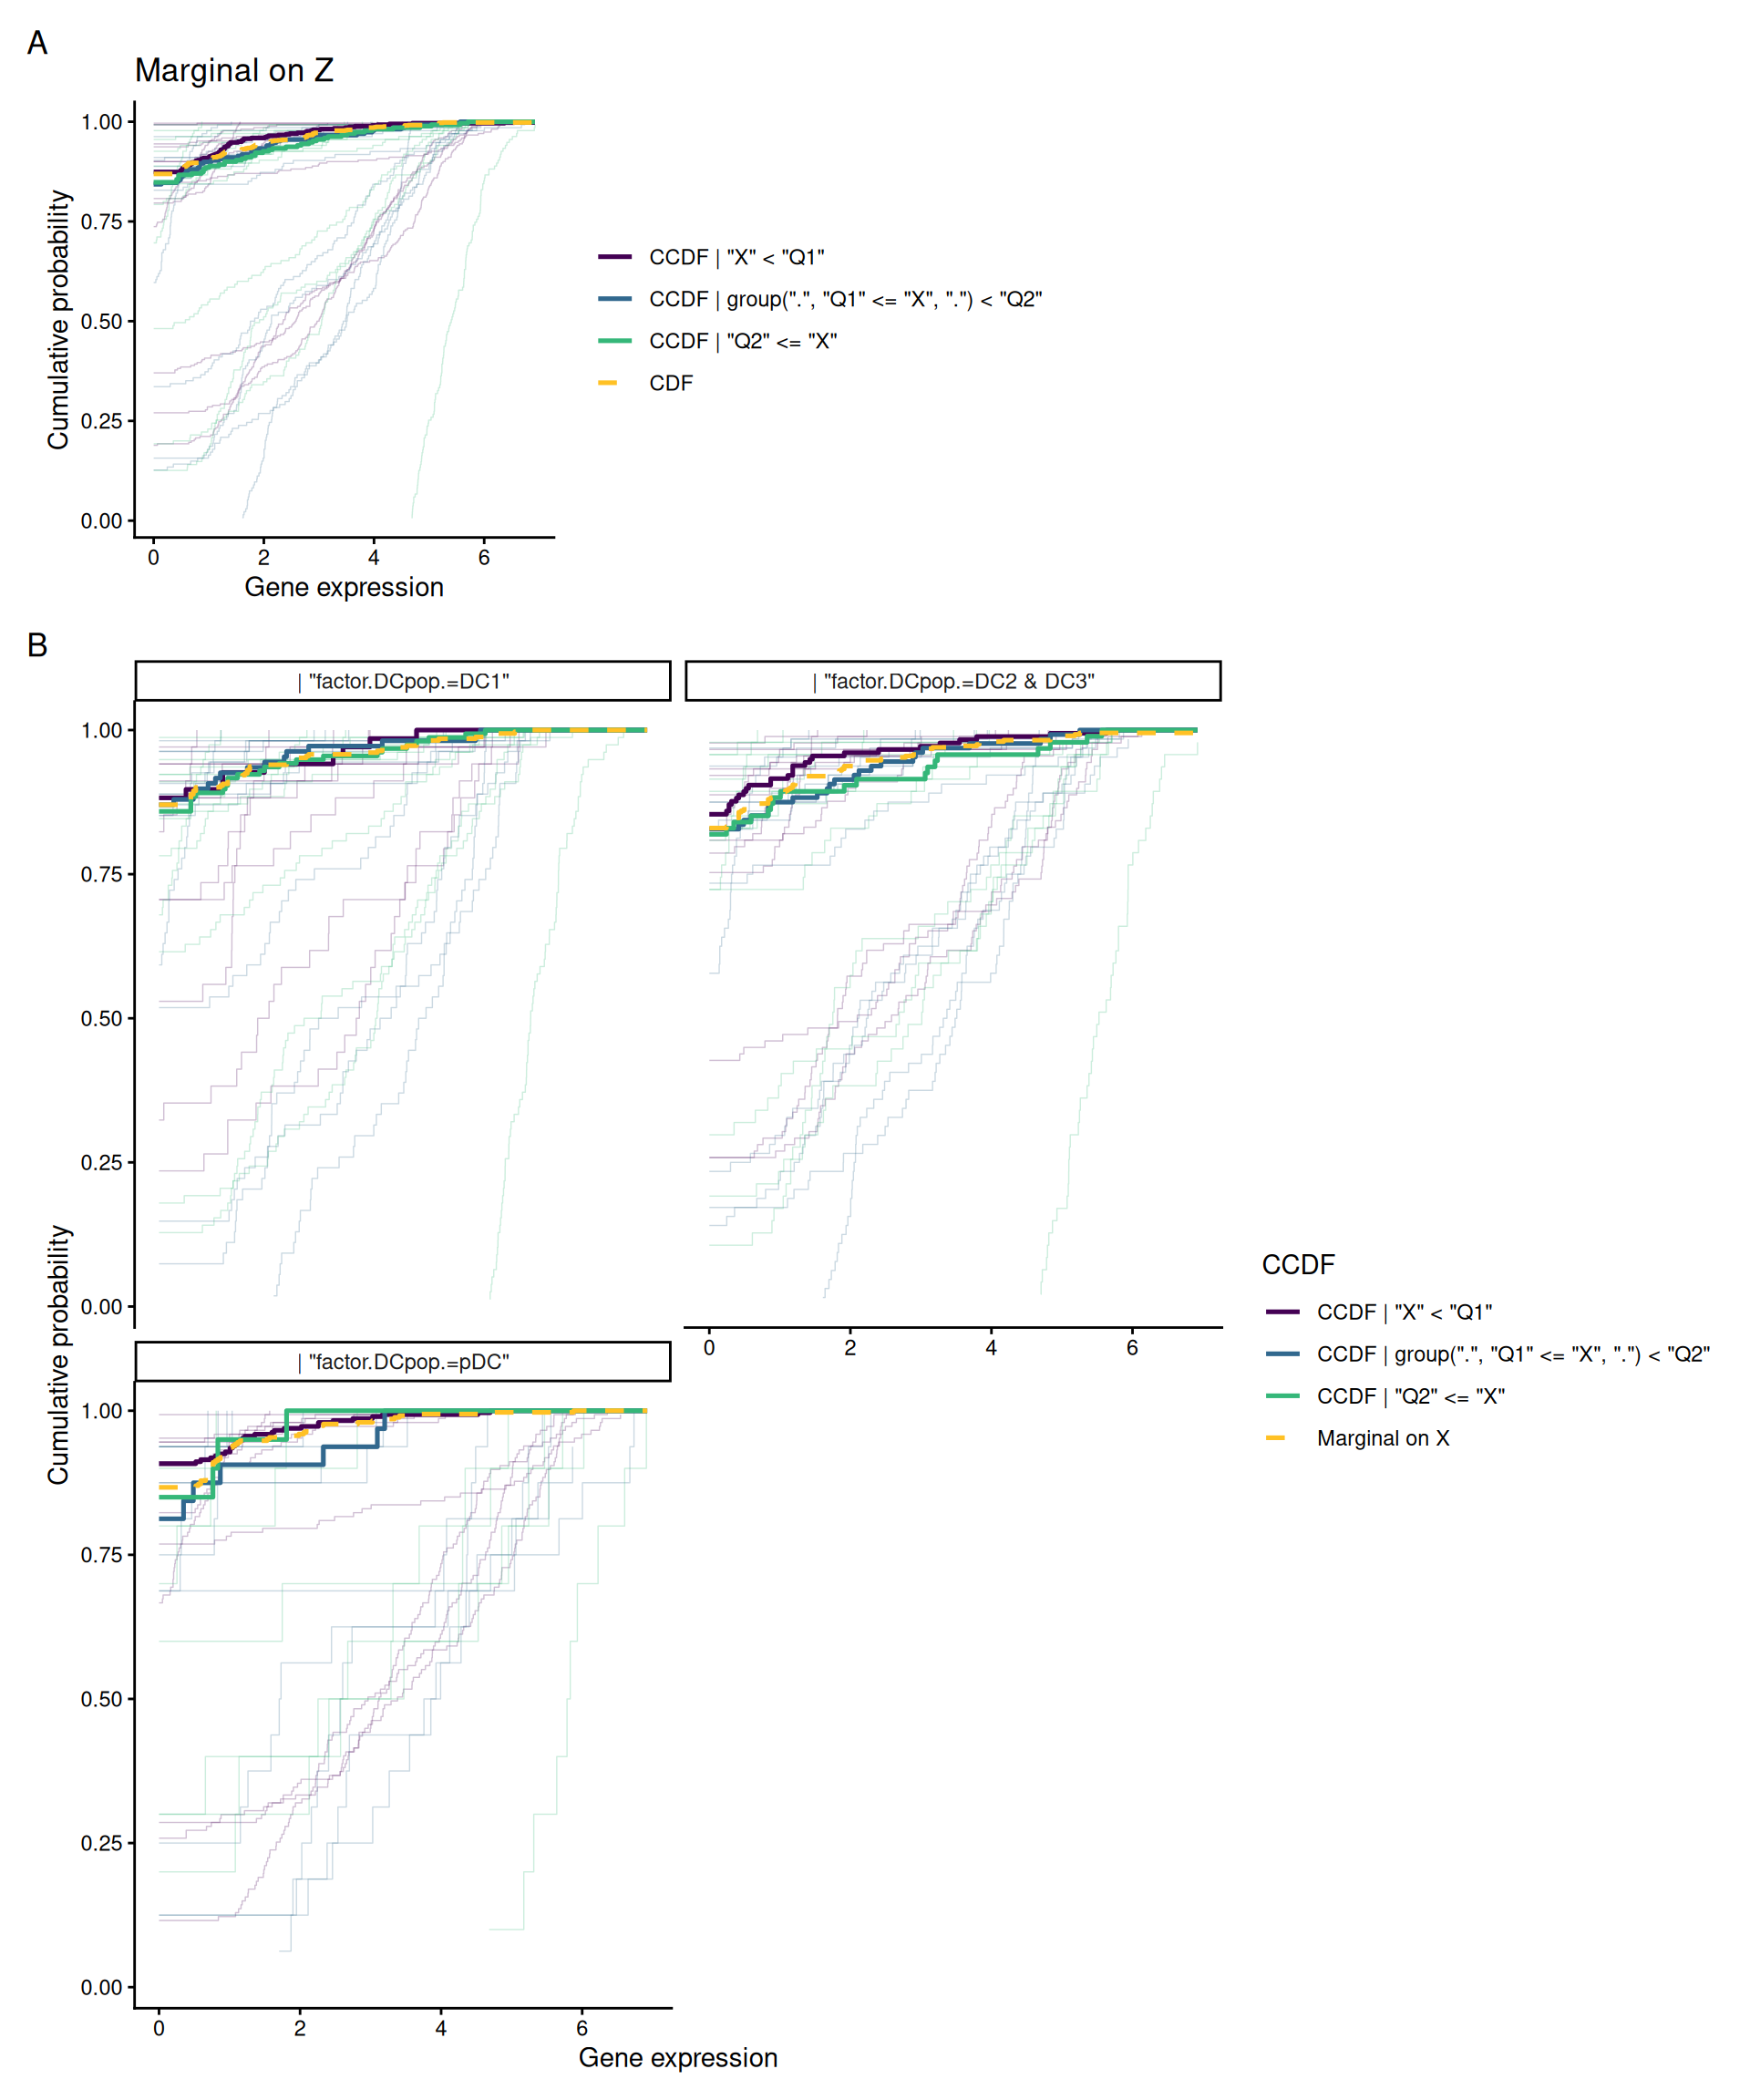 A
Marginal on Z
Cumulative probability
1.00
0.75
0.50
0.25
0.00
0 2 4 6
Gene expression
CCDF | "X" < "Q1"
CCDF | group(".", "Q1" <= "X", ".") < "Q2"
CCDF | "Q2" <= "X"
CDF
B
| "factor.DCpop.=DC1"
| "factor.DCpop.=DC2 & DC3"
1.00
0.75
0.50
0.25
0.00
0 2 4 6
| "factor.DCpop.=pDC"
Cumulative probability
1.00
0.75
0.50
0.25
0.00
0 2 4 6
Gene expression
CCDF
CCDF | "X" < "Q1"
CCDF | group(".", "Q1" <= "X", ".") < "Q2"
CCDF | "Q2" <= "X"
Marginal on X